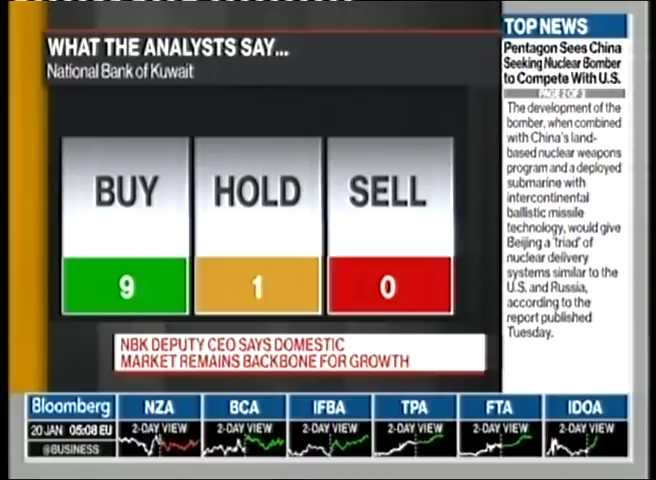 WHAT THE ANALYSTS SAY...
National Bank of Kuwait
BUY
HOLD
SELL
9
1
0
NBK DEPUTY CEO SAYS DOMESTIC
MARKET REMAINS BACKBONE FOR GROWTH
TOP NEWS
Pentagon Sees China
Seeking Nuclear Bomber
to Compete With U.S.
PAGE 2 OF 3
The development of the
bomber, when combined
with China's land-
based nuclear weapons
program and a deployed
submarine with
intercontinental
ballistic missile
technology, would give
Beijing a 'triad' of
nuclear delivery
systems similar to the
U.S. and Russia,
according to the
report published
Tuesday.
Bloomberg
20 JAN 05:08 EU
@BUSINESS
NZA
BCA
IFBA
TPA
FTA
IDOA
2-DAY VIEW
2-DAY VIEW
2-DAY VIEW
2-DAY VIEW
2-DAY VIEW
2-DAY VIEW